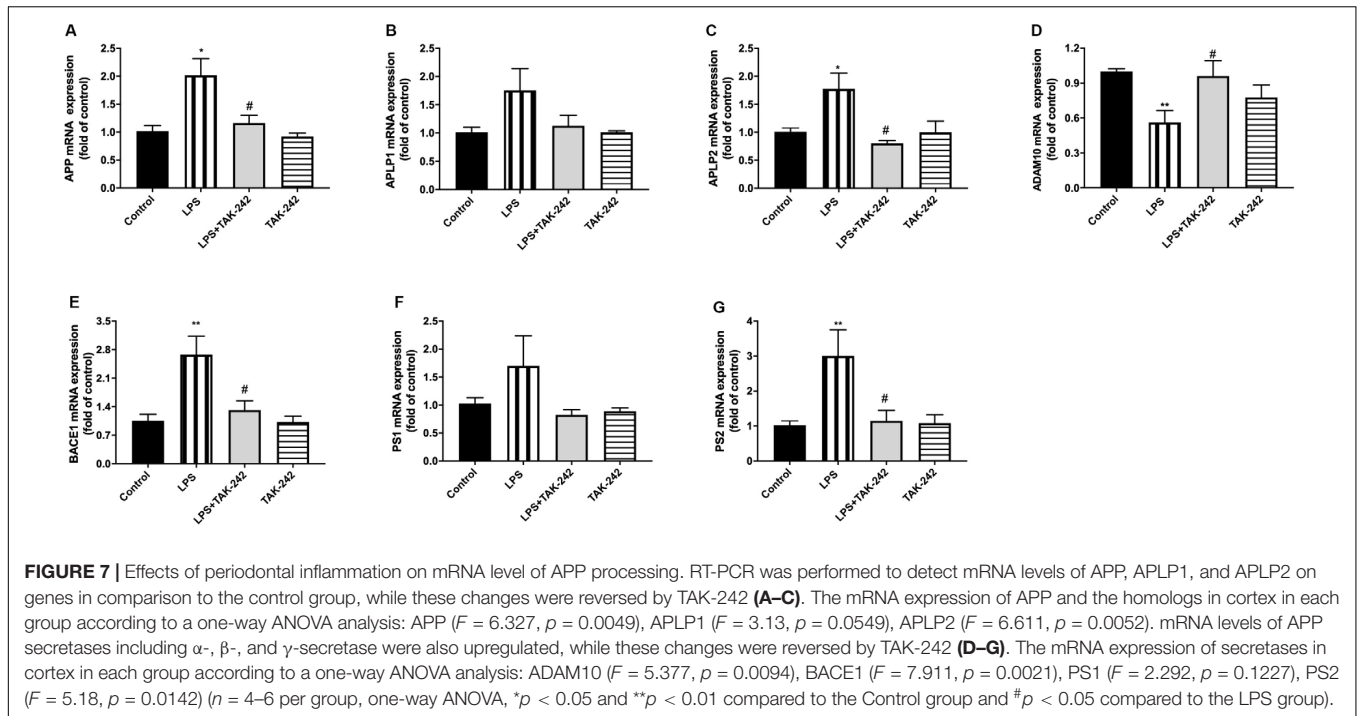 A
APP mRNA expression
(fold of control)
2.5
2.0
1.5
1.0
0.5
0.0
*
#
Control
LPS
LPS+TAK-242
TAK-242
B
APLP1 mRNA expression
(fold of control)
2.5
2.0
1.5
1.0
0.5
0.0
Control
LPS
LPS+TAK-242
TAK-242
C
APLP2 mRNA expression
(fold of control)
2.5
2.0
1.5
1.0
0.5
0.0
*
#
Control
LPS
LPS+TAK-242
TAK-242
D
ADAM10 mRNA expression
(fold of control)
1.2
0.9
0.6
0.3
0.0
**
#
Control
LPS
LPS+TAK-242
TAK-242
E
BACE1 mRNA expression
(fold of control)
3.5
2.8
2.1
1.4
0.7
0.0
**
#
Control
LPS
LPS+TAK-242
TAK-242
F
PS1 mRNA expression
(fold of control)
2.5
2.0
1.5
1.0
0.5
0.0
Control
LPS
LPS+TAK-242
TAK-242
G
PS2 mRNA expression
(fold of control)
4
3
2
1
0
**
#
Control
LPS
LPS+TAK-242
TAK-242
FIGURE 7 | Effects of periodontal inflammation on mRNA level of APP processing. RT-PCR was performed to detect mRNA levels of APP, APLP1, and APLP2 on
genes in comparison to the control group, while these changes were reversed by TAK-242 (A–C). The mRNA expression of APP and the homologs in cortex in each
group according to a one-way ANOVA analysis: APP (F = 6.327, p = 0.0049), APLP1 (F = 3.13, p = 0.0549), APLP2 (F = 6.611, p = 0.0052). mRNA levels of APP
secretases including α-, β-, and γ-secretase were also upregulated, while these changes were reversed by TAK-242 (D–G). The mRNA expression of secretases in
cortex in each group according to a one-way ANOVA analysis: ADAM10 (F = 5.377, p = 0.0094), BACE1 (F = 7.911, p = 0.0021), PS1 (F = 2.292, p = 0.1227), PS2
(F = 5.18, p = 0.0142) (n = 4–6 per group, one-way ANOVA, *p < 0.05 and **p < 0.01 compared to the Control group and #p < 0.05 compared to the LPS group).